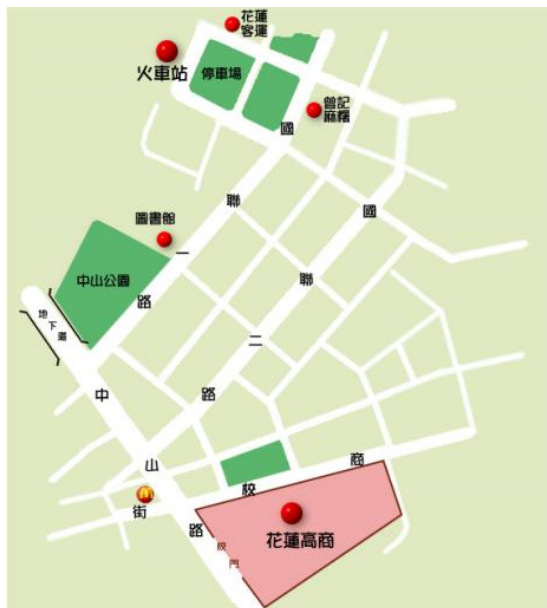 花蓮
客運
火車站
停車場
曾記
麻糬
國聯一路
國聯二路
圖書館
中山公園
地下道
中山路
商校街
花蓮高商
校門